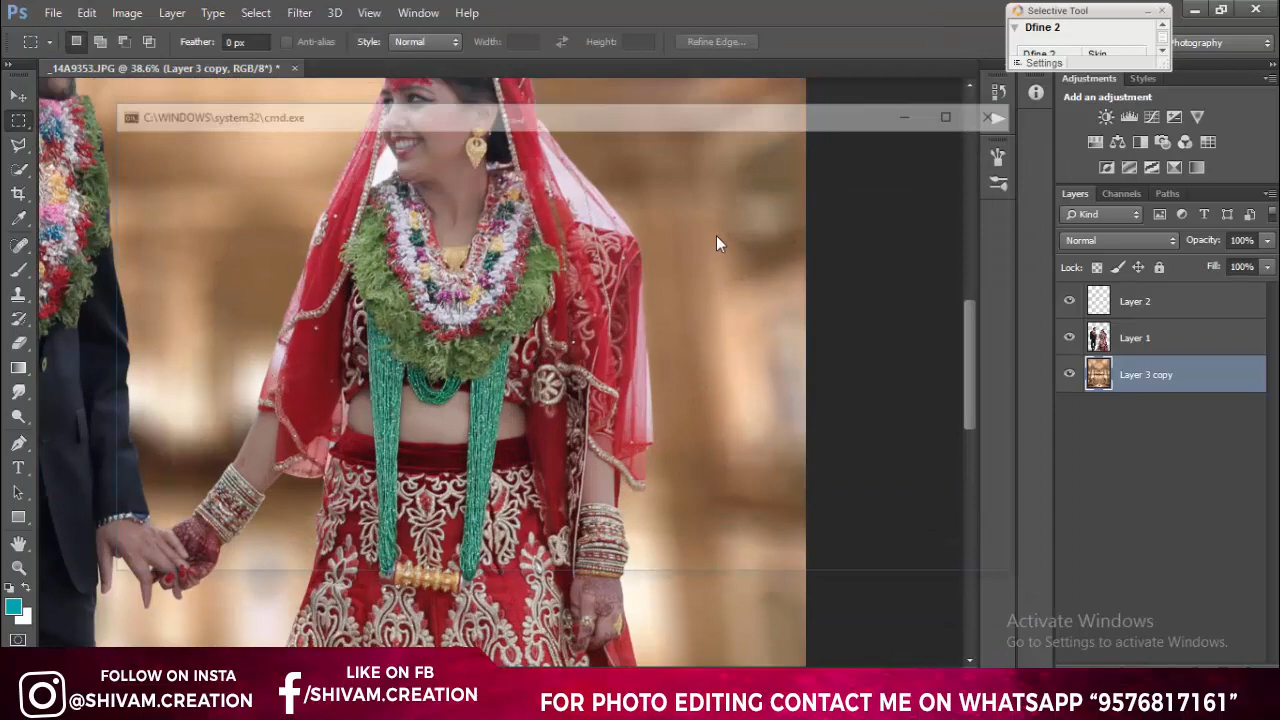 Ps File Edit Image Layer Type Select Filter 3D View Window Help
Selective Tool
Dfine 2
Dfine 2 Skin
Settings
Feather: 0 px Anti-alias Style: Normal Width: Height: Refine Edge...
_14A9353.JPG @ 38.6% (Layer 3 copy, RGB/8*) *
C:\WINDOWS\system32\cmd.exe
Adjustments Styles
Add an adjustment
Layers Channels Paths
Kind
Normal Opacity: 100%
Lock: Fill: 100%
Layer 2
Layer 1
Layer 3 copy
Activate Windows
Go to Settings to activate Windows.
FOLLOW ON INSTA
@SHIVAM.CREATION
LIKE ON FB
/SHIVAM.CREATION
FOR PHOTO EDITING CONTACT ME ON WHATSAPP “9576817161”